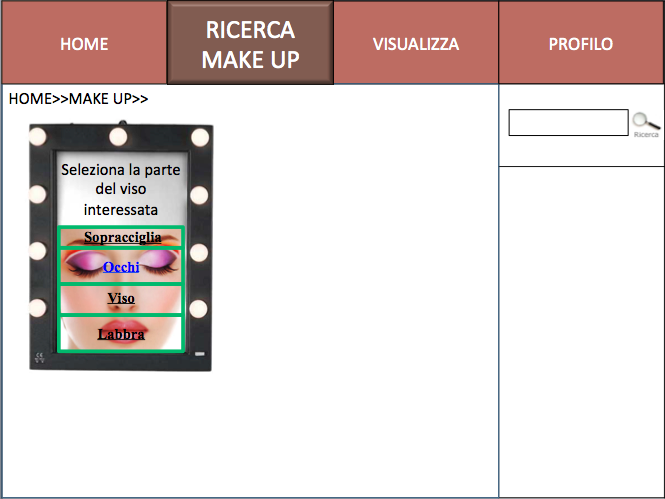 HOME
RICERCA
MAKE UP
VISUALIZZA
PROFILO
HOME>>MAKE UP>>
Ricerca
Seleziona la parte
del viso
interessata
Sopracciglia
Occhi
Viso
Labbra